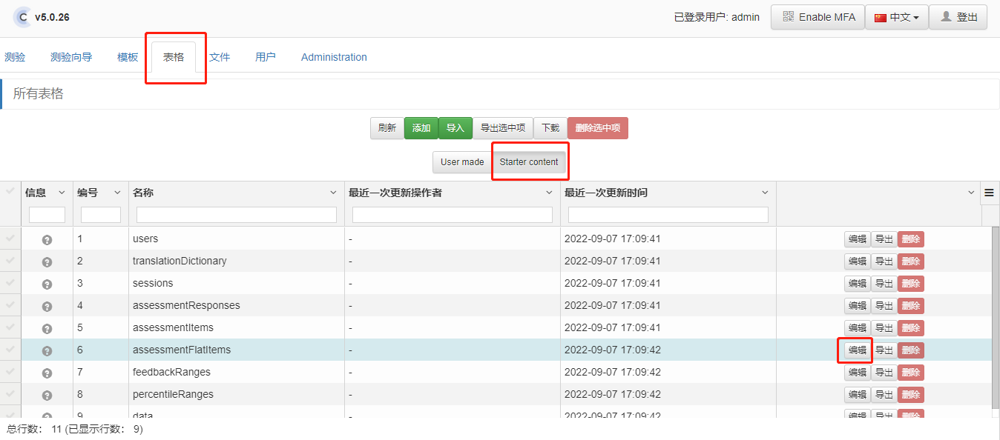 C v5.0.26 已登录用户: admin Enable MFA 中文 登出
测验 测验向导 模板 表格 文件 用户 Administration
所有表格
刷新 添加 导入 导出选中项 下载 删除选中项
User made Starter content
信息 编号 名称 最近一次更新操作者 最近一次更新时间
1 users - 2022-09-07 17:09:41 编辑 导出 删除
2 translationDictionary - 2022-09-07 17:09:41 编辑 导出 删除
3 sessions - 2022-09-07 17:09:41 编辑 导出 删除
4 assessmentResponses - 2022-09-07 17:09:41 编辑 导出 删除
5 assessmentItems - 2022-09-07 17:09:41 编辑 导出 删除
6 assessmentFlatItems - 2022-09-07 17:09:42 编辑 导出 删除
7 feedbackRanges - 2022-09-07 17:09:42 编辑 导出 删除
8 percentileRanges - 2022-09-07 17:09:42 编辑 导出 删除
9 data - 2022-09-07 17:09:42 编辑 导出 删除
总行数: 11 (已显示行数: 9)